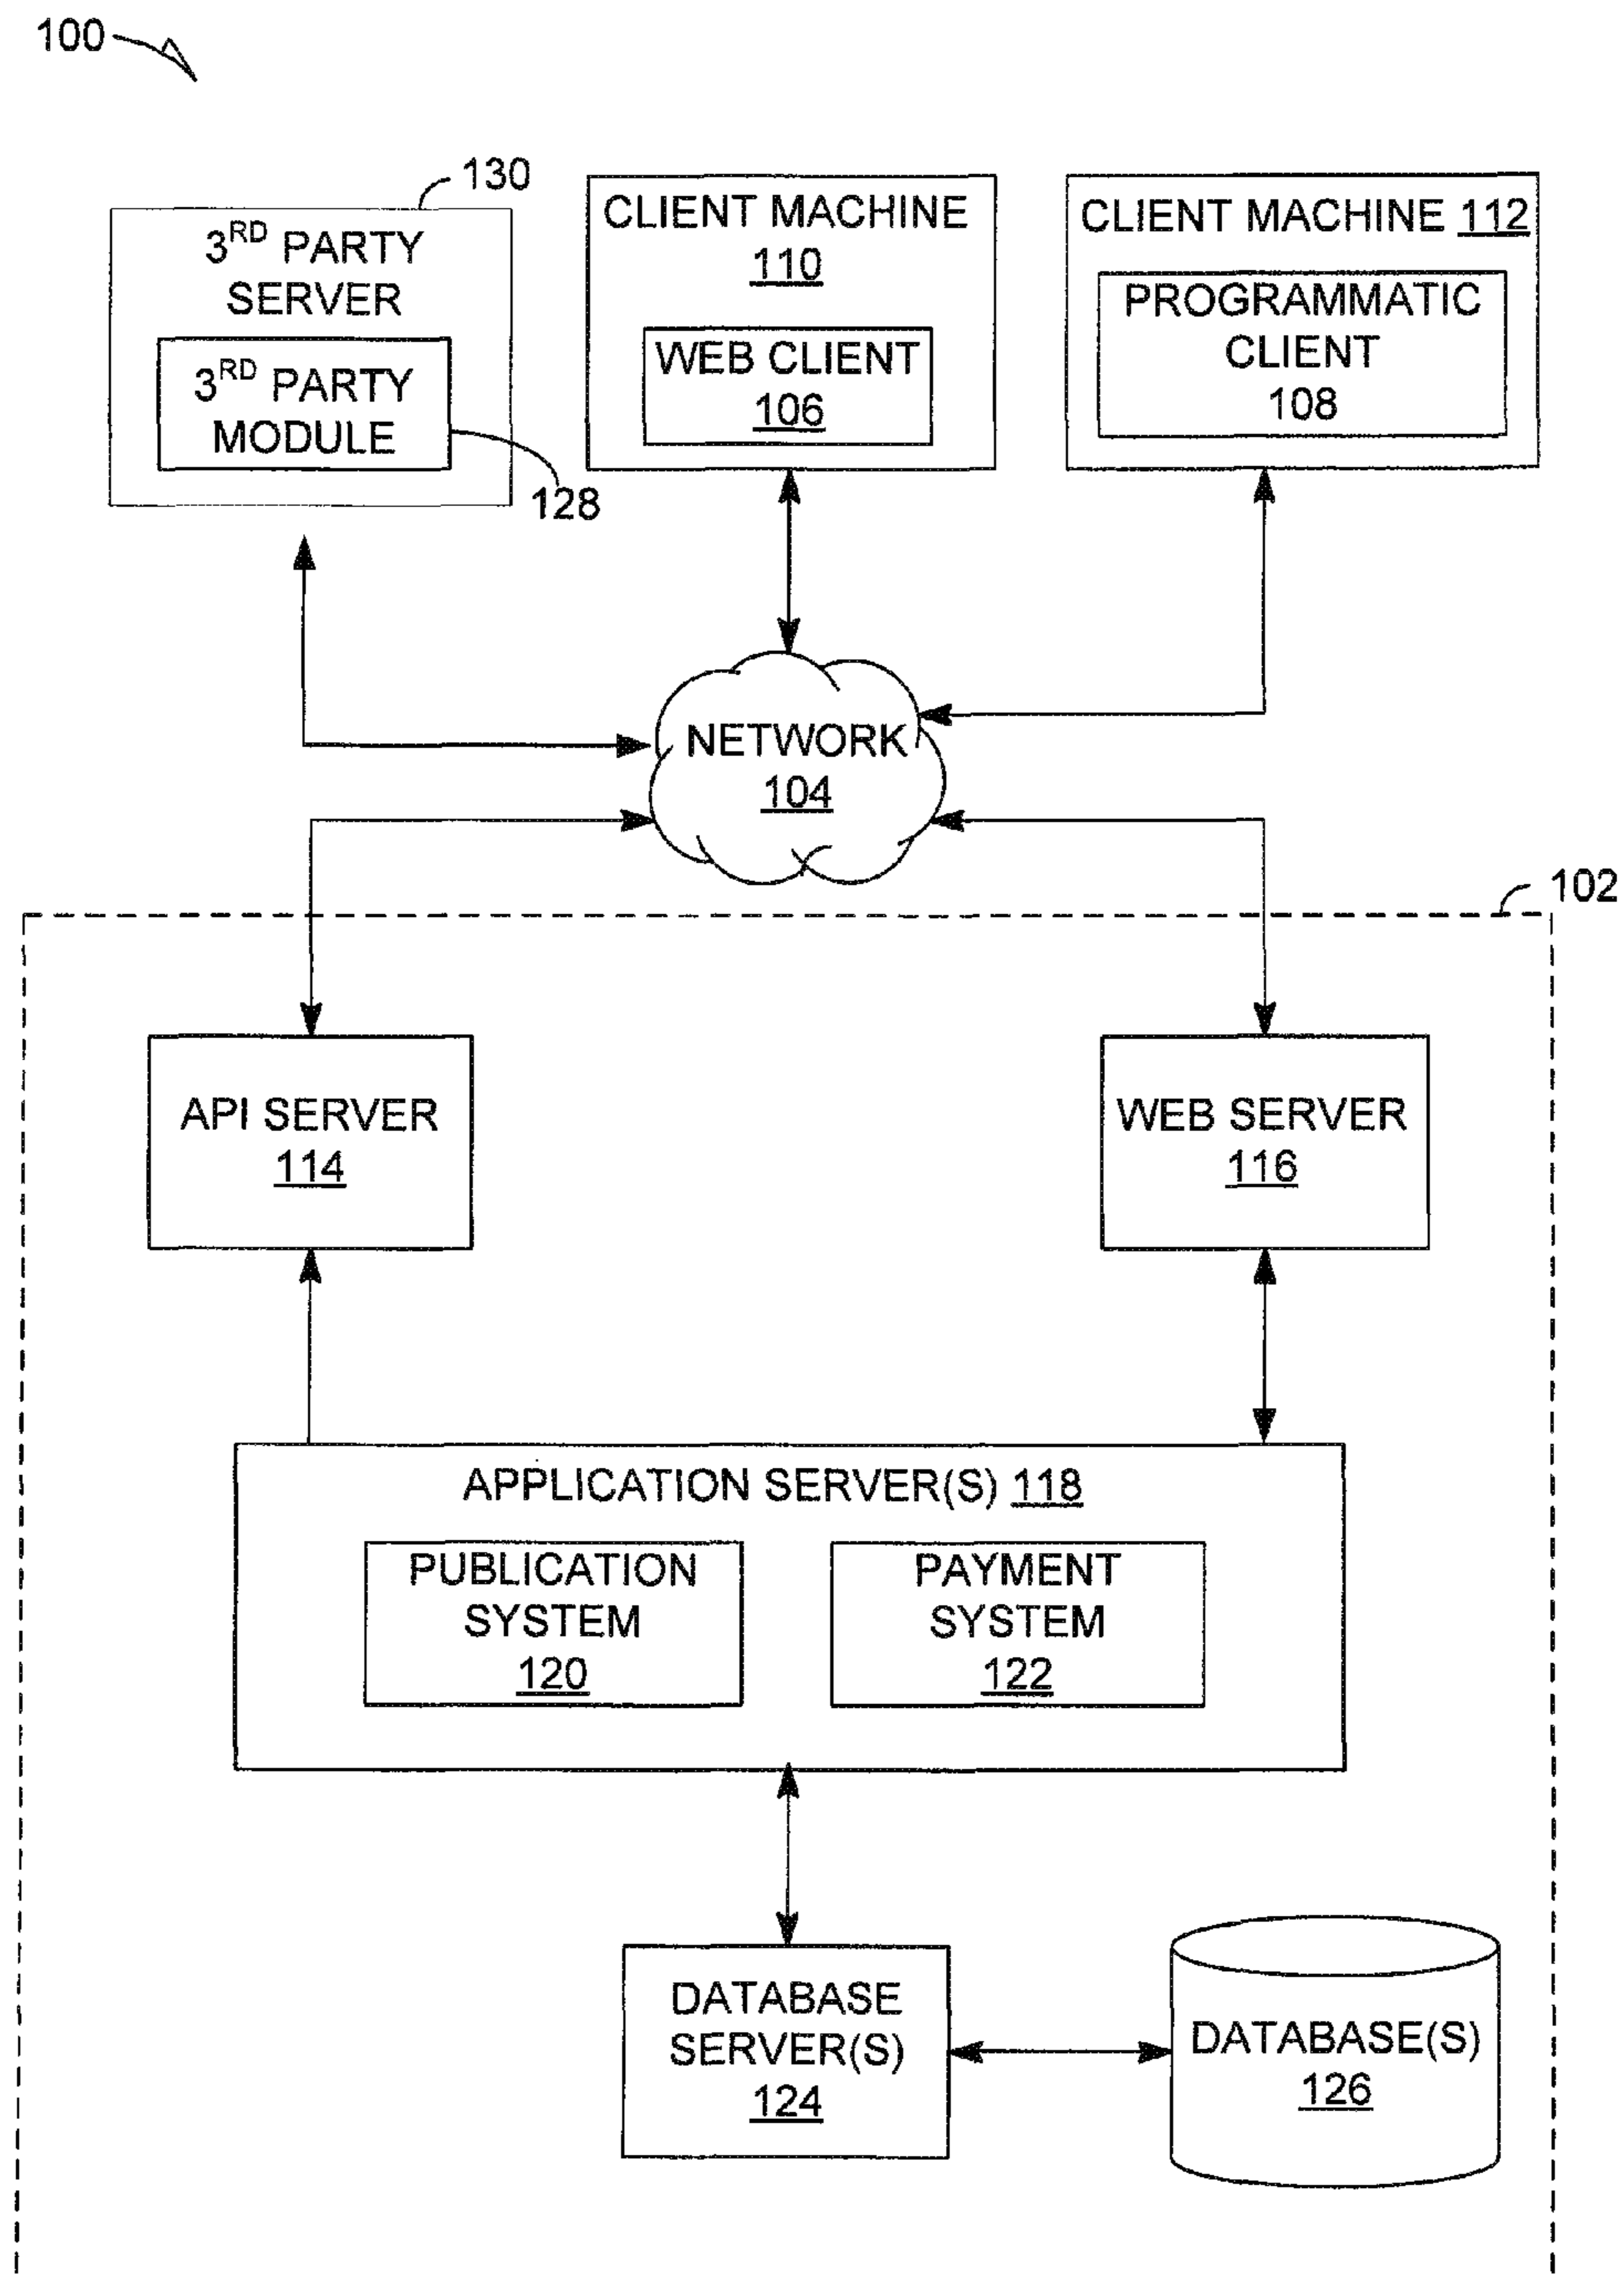 100
130
3RD PARTY
SERVER
3RD PARTY
MODULE
128
CLIENT MACHINE
110
WEB CLIENT
106
CLIENT MACHINE 112
PROGRAMMATIC
CLIENT
108
NETWORK
104
102
API SERVER
114
WEB SERVER
116
APPLICATION SERVER(S) 118
PUBLICATION
SYSTEM
120
PAYMENT
SYSTEM
122
DATABASE
SERVER(S)
124
DATABASE(S)
126